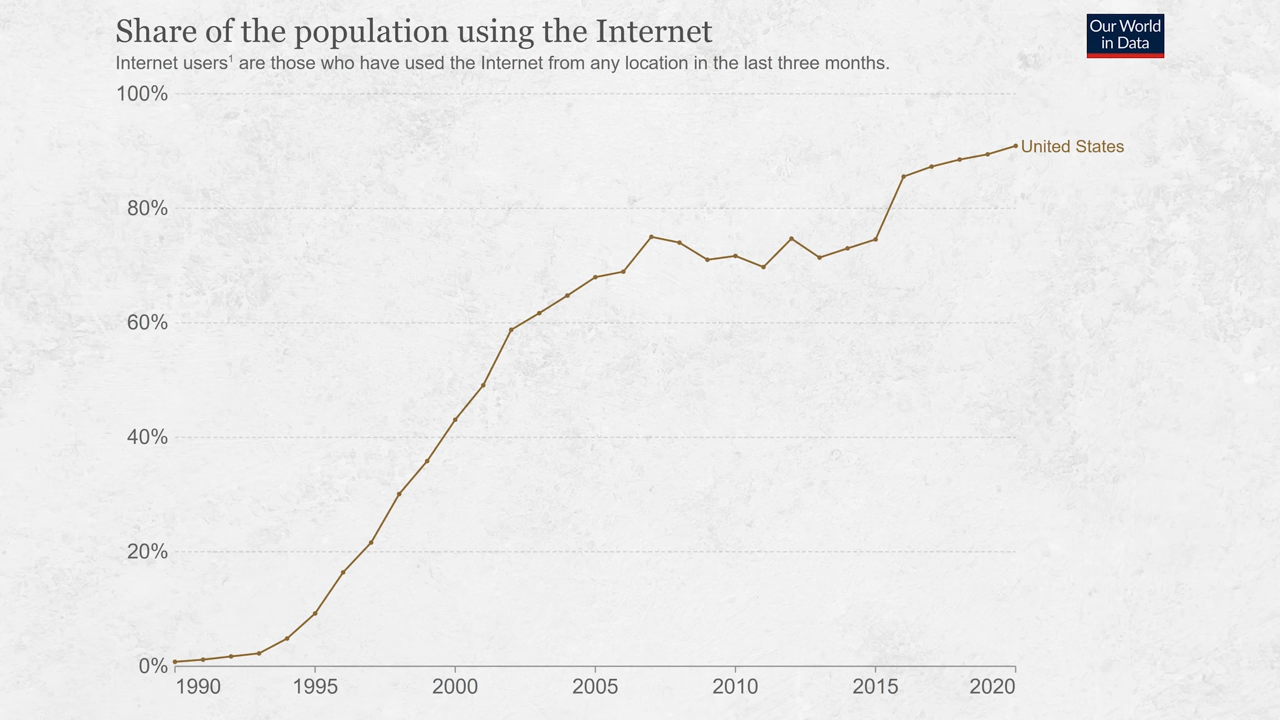 Share of the population using the Internet
Our World
in Data
Internet users¹ are those who have used the Internet from any location in the last three months.
100%
United States
80%
60%
40%
20%
0%
1990 1995 2000 2005 2010 2015 2020